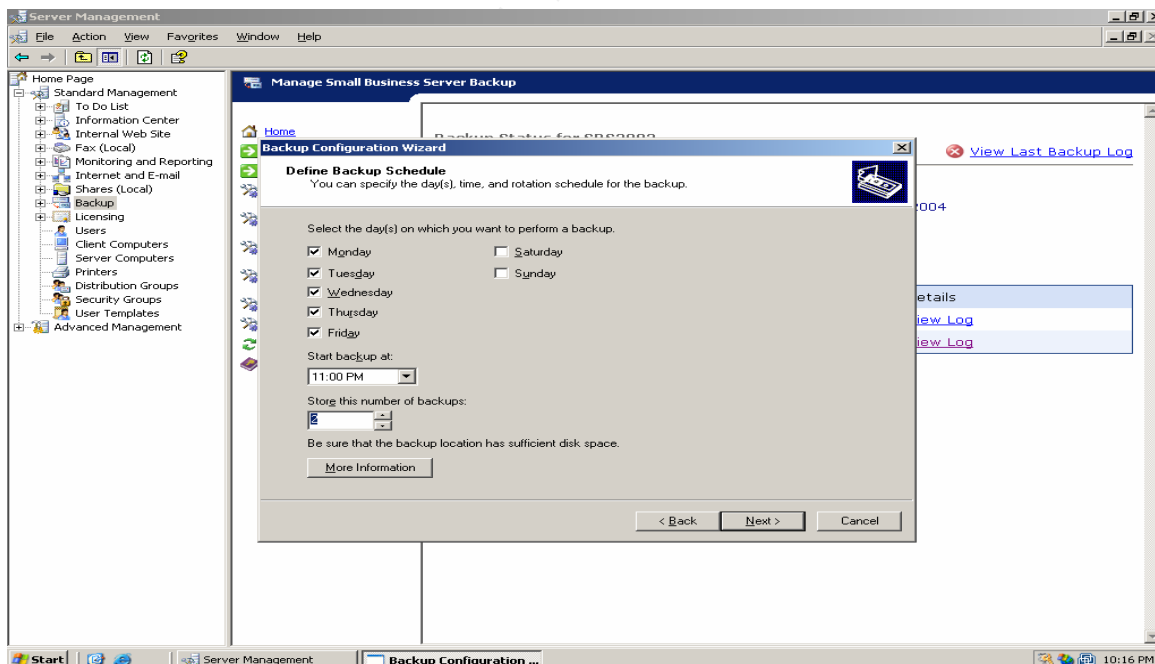 Server Management
File Action View Favorites Window Help
Home Page
Standard Management
To Do List
Information Center
Internal Web Site
Fax (Local)
Monitoring and Reporting
Internet and E-mail
Shares (Local)
Backup
Licensing
Users
Client Computers
Server Computers
Printers
Distribution Groups
Security Groups
User Templates
Advanced Management
Manage Small Business Server Backup
Home
View Last Backup Log
2004
etails
iew Log
iew Log
Backup Configuration Wizard
Define Backup Schedule
You can specify the day(s), time, and rotation schedule for the backup.
Select the day(s) on which you want to perform a backup.
Monday
Saturday
Tuesday
Sunday
Wednesday
Thursday
Friday
Start backup at:
11:00 PM
Store this number of backups:
2
Be sure that the backup location has sufficient disk space.
More Information
< Back Next > Cancel
Start
Server Management
Backup Configuration ...
10:16 PM